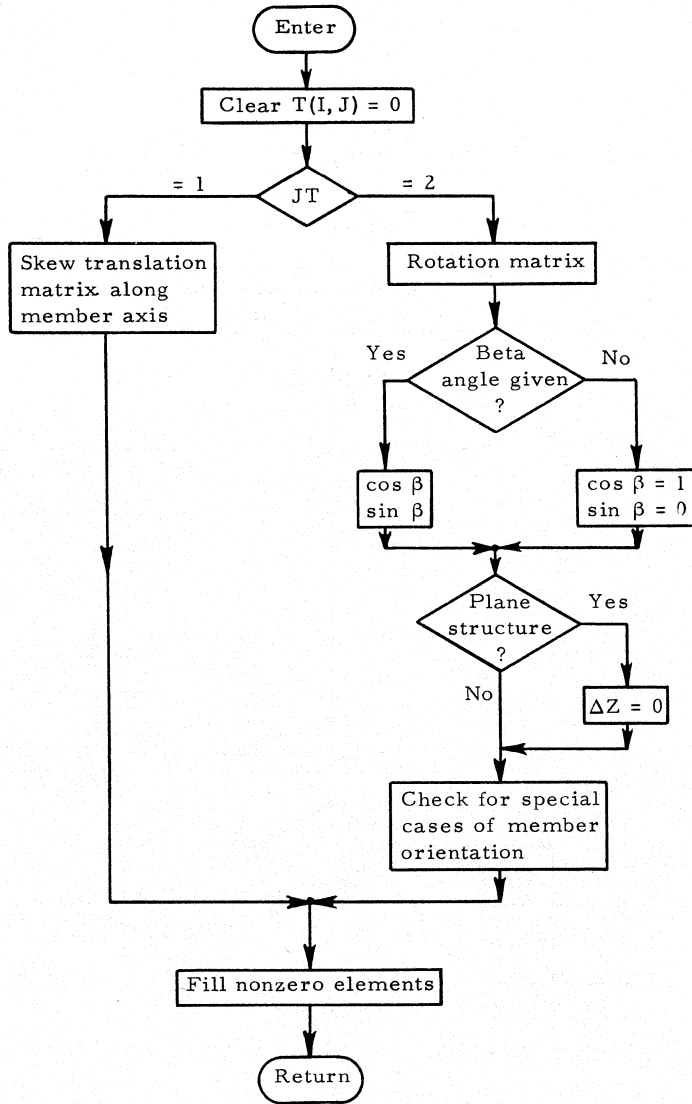 Enter
Clear T(I, J) = 0
= 1
JT
= 2
Skew translation
matrix along
member axis
Rotation matrix
Yes
Beta
angle given
?
No
cos β
sin β
cos β = 1
sin β = 0
Plane
structure
?
Yes
No
ΔZ = 0
Check for special
cases of member
orientation
Fill nonzero elements
Return